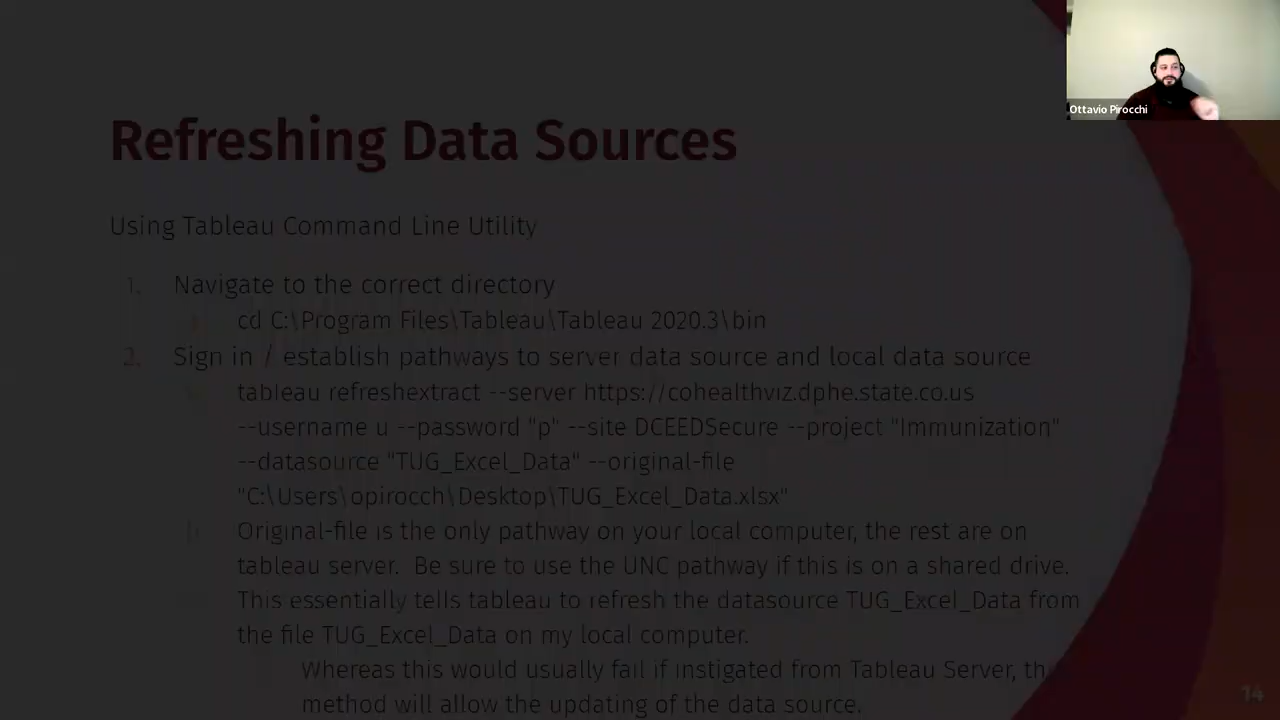 Ottavio Pirocchi
Refreshing Data Sources
Using Tableau Command Line Utility
1. Navigate to the correct directory
cd C:\Program Files\Tableau\Tableau 2020.3\bin
2. Sign in / establish pathways to server data source and local data source
tableau refreshextract --server https://cohealthviz.dphe.state.co.us
--username u --password "p" --site DCEEDSecure --project "Immunization"
--datasource "TUG_Excel_Data" --original-file
"C:\Users\opirocch\Desktop\TUG_Excel_Data.xlsx"
b. Original-file is the only pathway on your local computer, the rest are on
tableau server. Be sure to use the UNC pathway if this is on a shared drive.
This essentially tells tableau to refresh the datasource TUG_Excel_Data from
the file TUG_Excel_Data on my local computer.
Whereas this would usually fail if instigated from Tableau Server,
method will allow the updating of the data source.
14